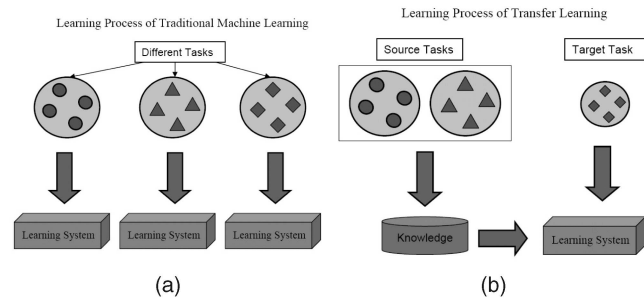 Learning Process of Traditional Machine Learning
Different Tasks
Learning System
Learning System
Learning System
(a)
Learning Process of Transfer Learning
Source Tasks
Target Task
Knowledge
Learning System
(b)